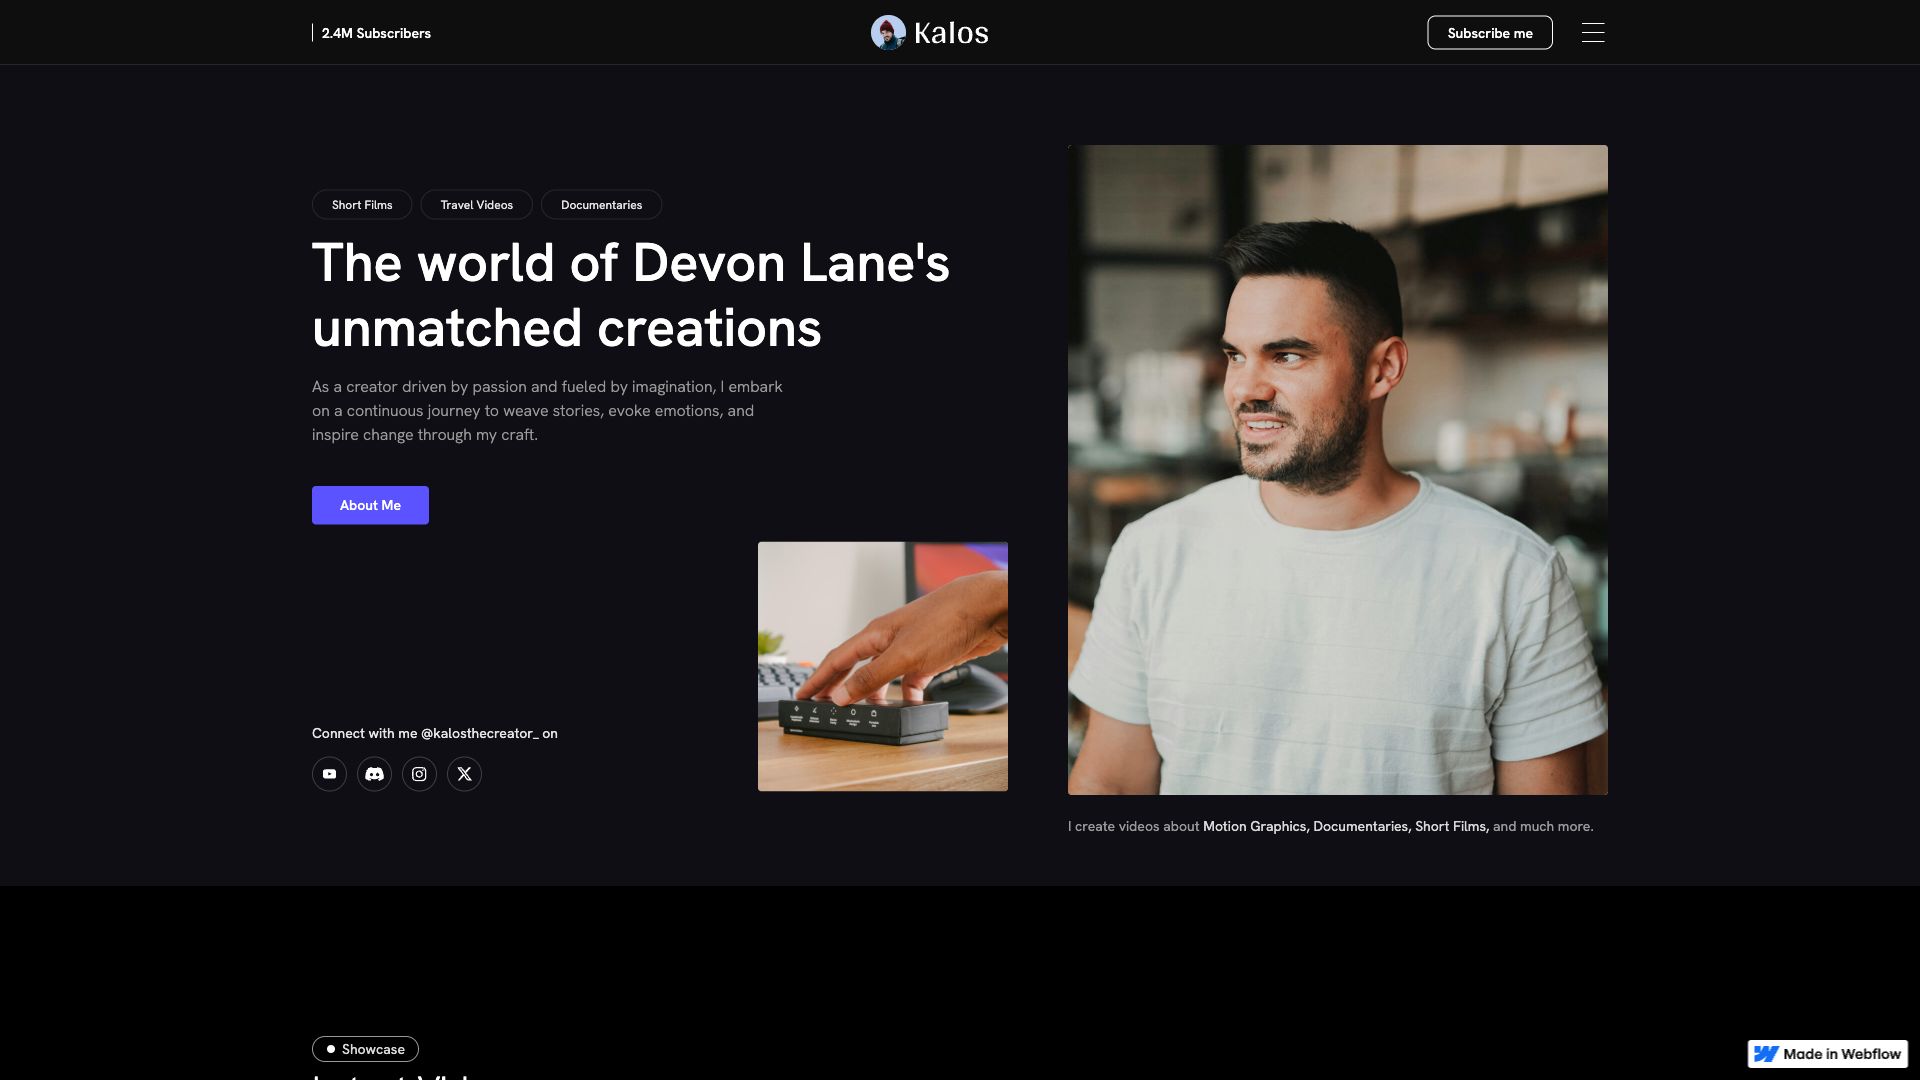 2.4M Subscribers
Kalos
Subscribe me
Short Films
Travel Videos
Documentaries
The world of Devon Lane's
unmatched creations
As a creator driven by passion and fueled by imagination, I embark
on a continuous journey to weave stories, evoke emotions, and
inspire change through my craft.
About Me
Connect with me @kalosthecreator_ on
I create videos about Motion Graphics, Documentaries, Short Films, and much more.
Showcase
Made in Webflow